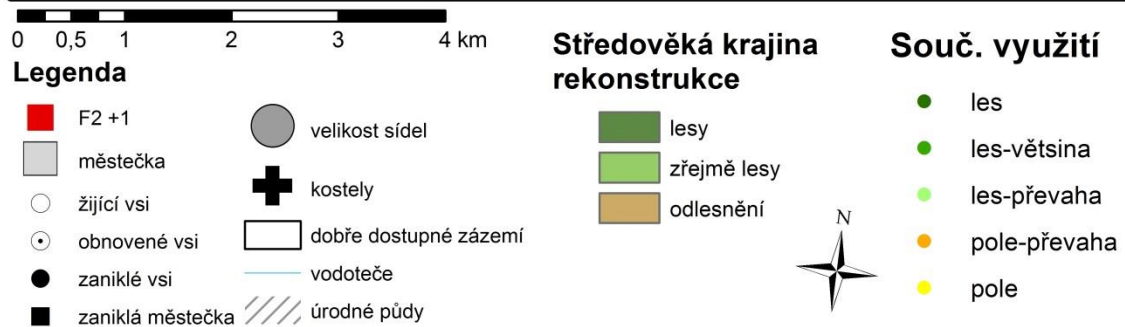 0 0,5 1 2 3 4 km
Legenda
F2 +1
městečka
žijící vsi
obnovené vsi
zaniklé vsi
zaniklá městečka
velikost sídel
kostely
dobře dostupné zázemí
vodoteče
úrodné půdy
Středověká krajina
rekonstrukce
lesy
zřejmě lesy
odlesnění
N
Souč. využití
les
les-větsina
les-převaha
pole-převaha
pole